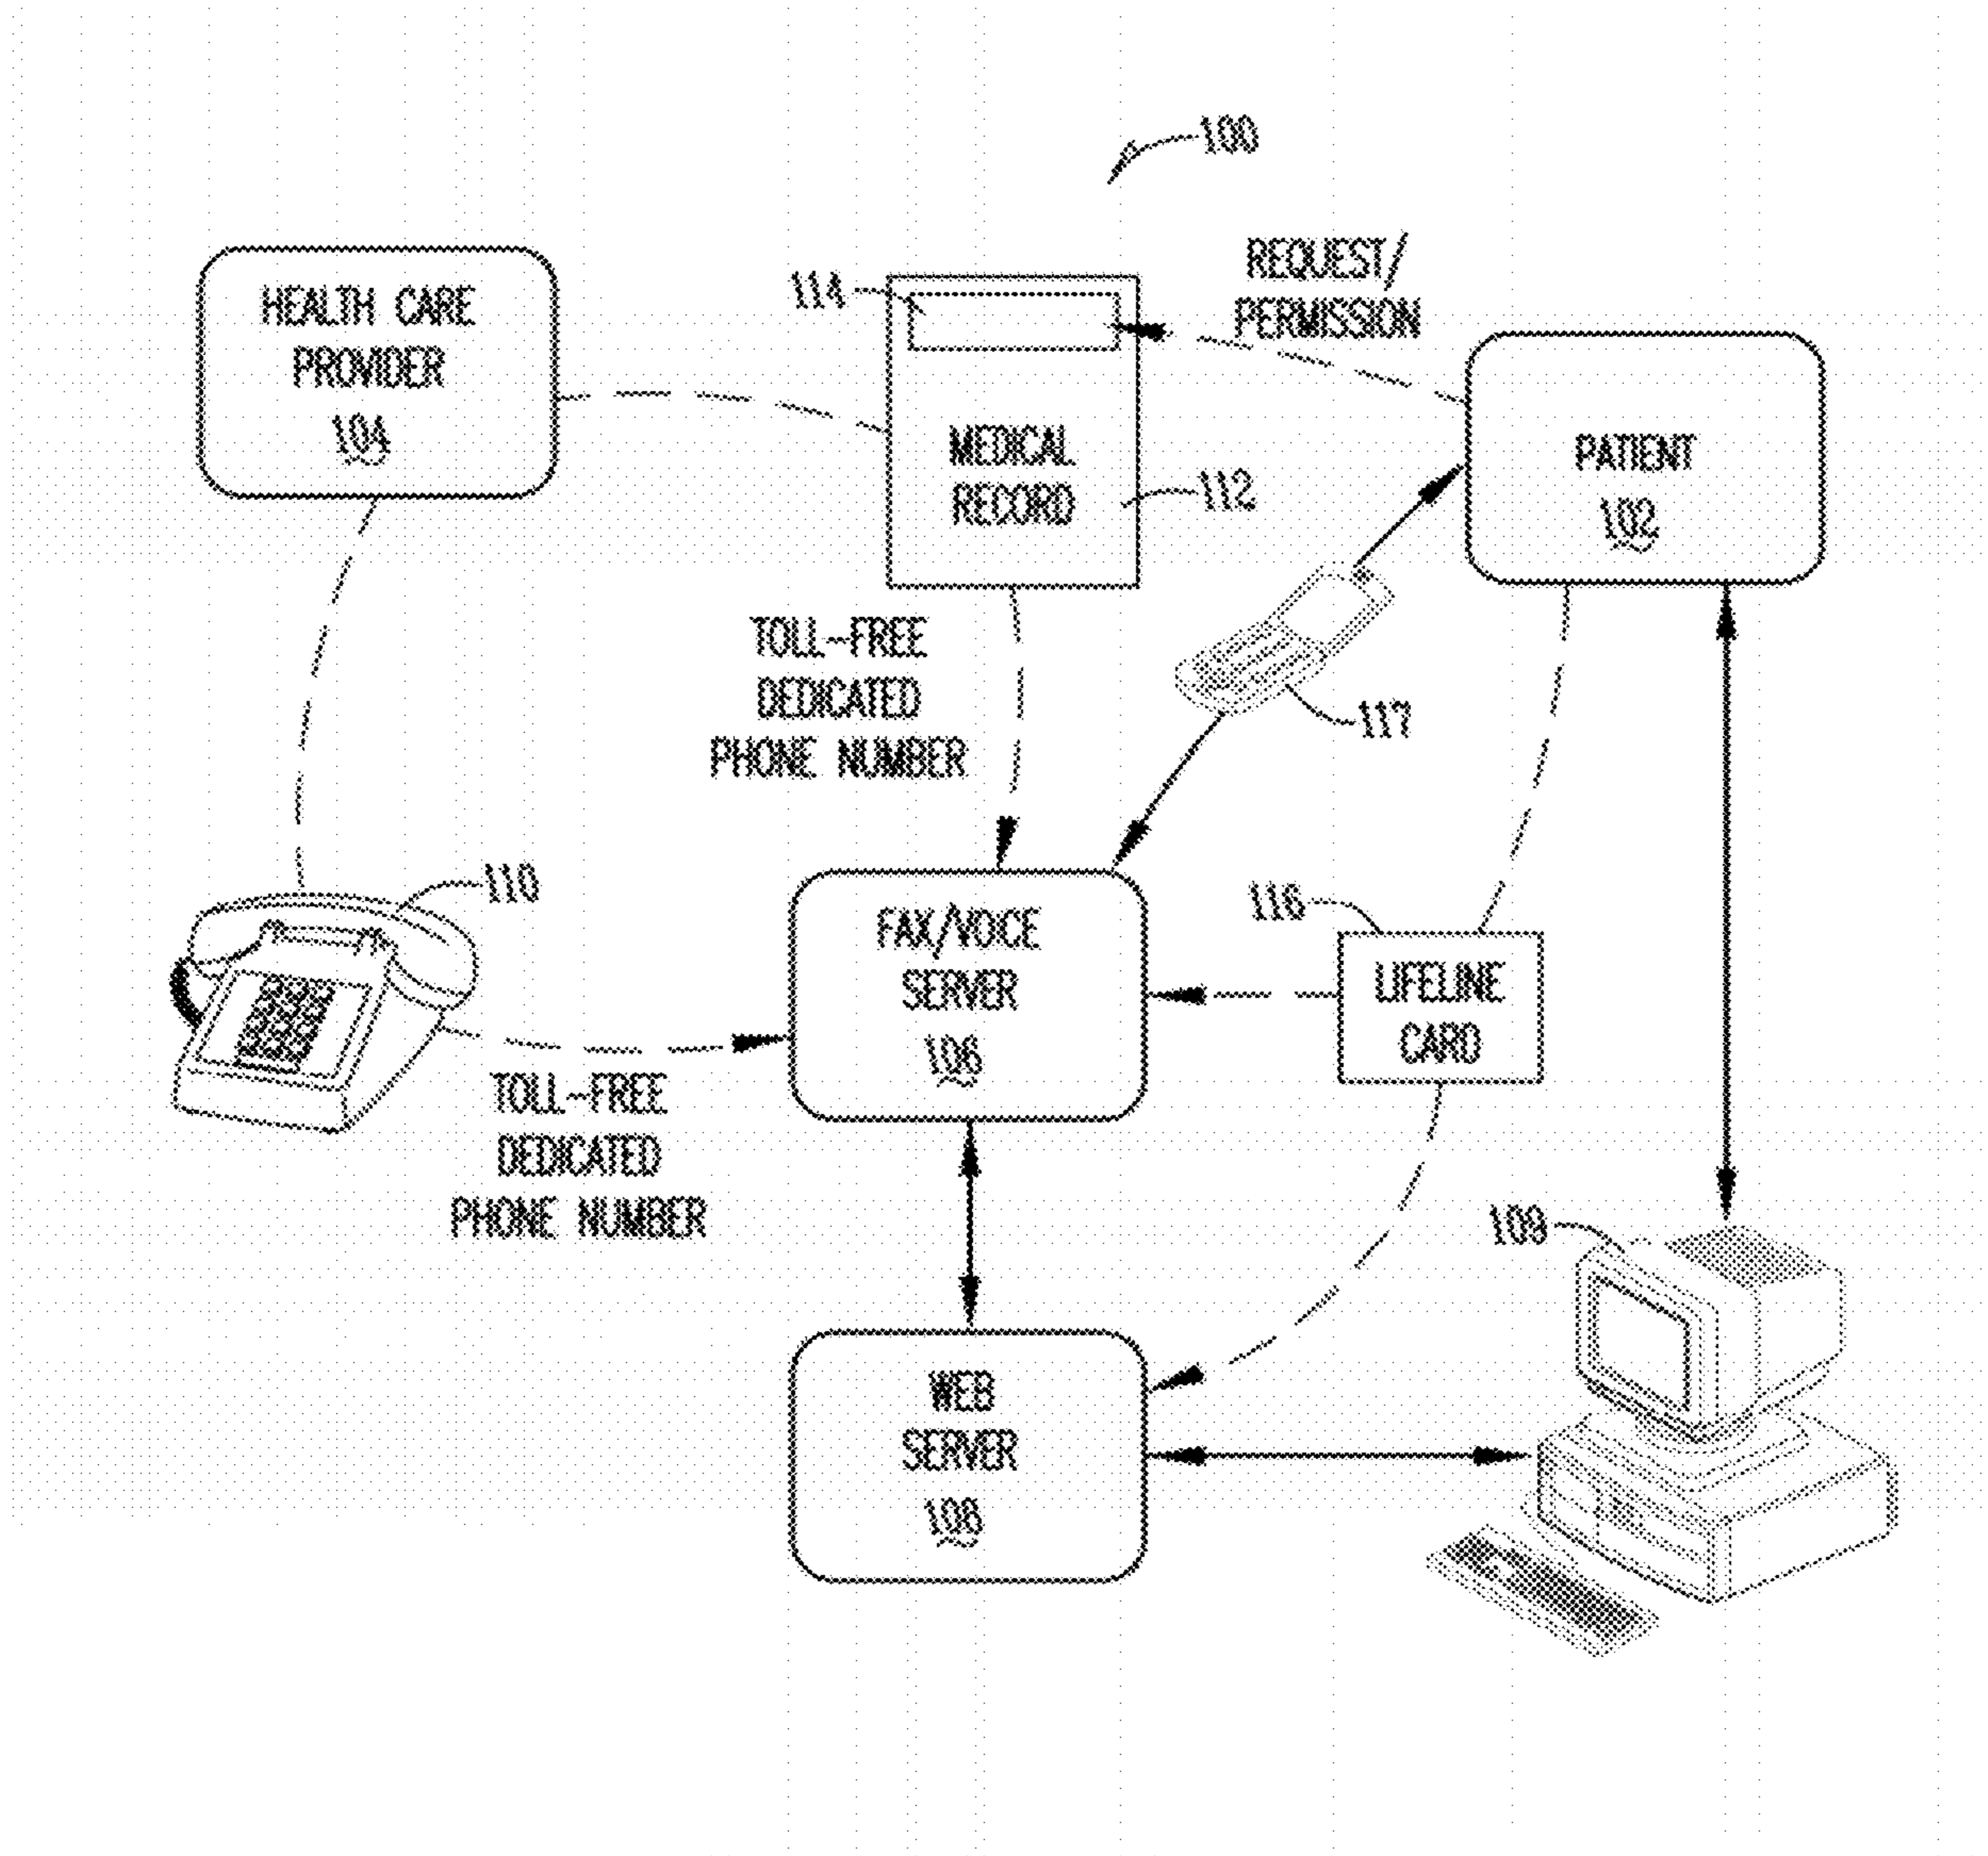 100
HEALTH CARE
PROVIDER
104
114
MEDICAL
RECORD
112
REQUEST/
PERMISSION
PATIENT
102
TOLL-FREE
DEDICATED
PHONE NUMBER
117
110
TOLL-FREE
DEDICATED
PHONE NUMBER
FAX/VOICE
SERVER
106
116
LIFELINE
CARD
109
WEB
SERVER
108